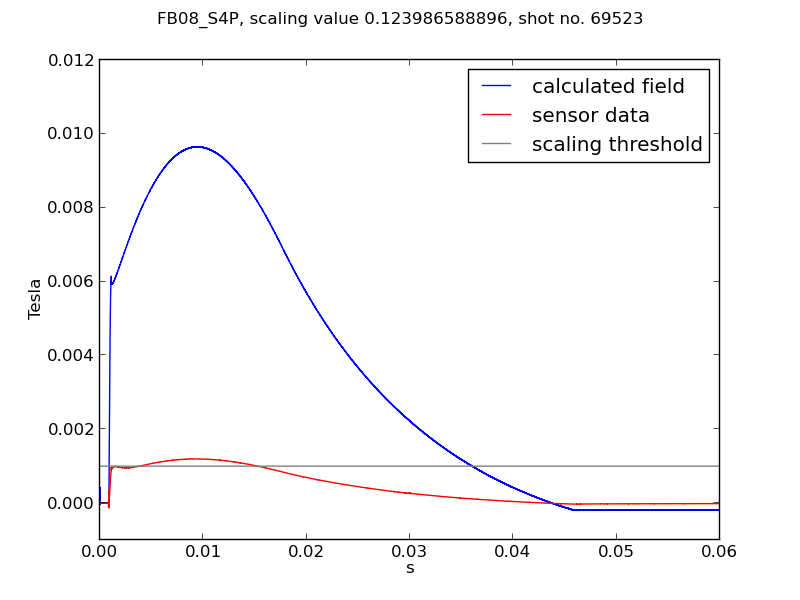 FB08_S4P, scaling value 0.123986588896, shot no. 69523
0.012
0.010
0.008
0.006
0.004
0.002
0.000
Tesla
calculated field
sensor data
scaling threshold
0.00 0.01 0.02 0.03 0.04 0.05 0.06
s